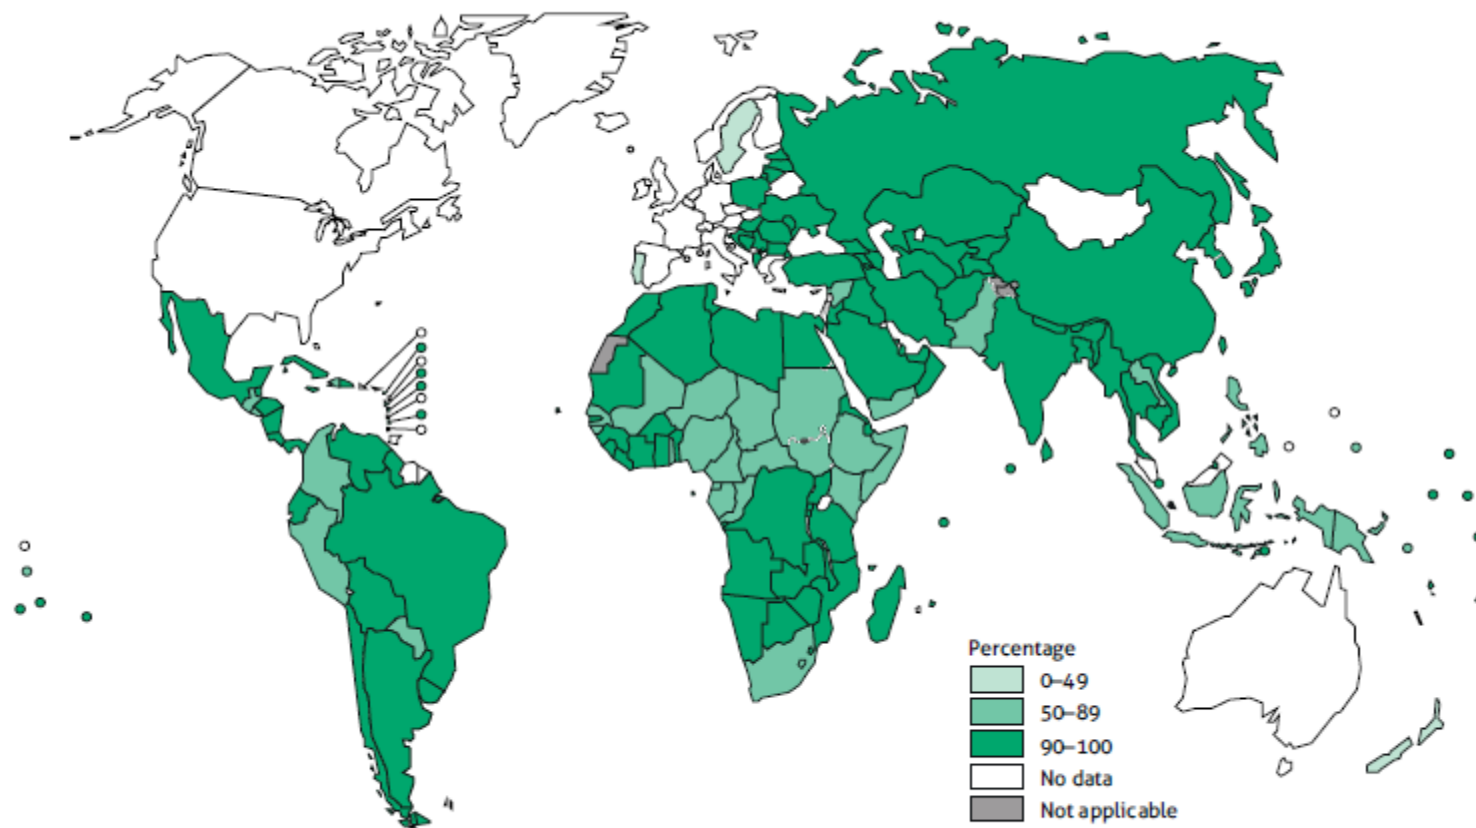 Percentage
0–49
50–89
90–100
No data
Not applicable